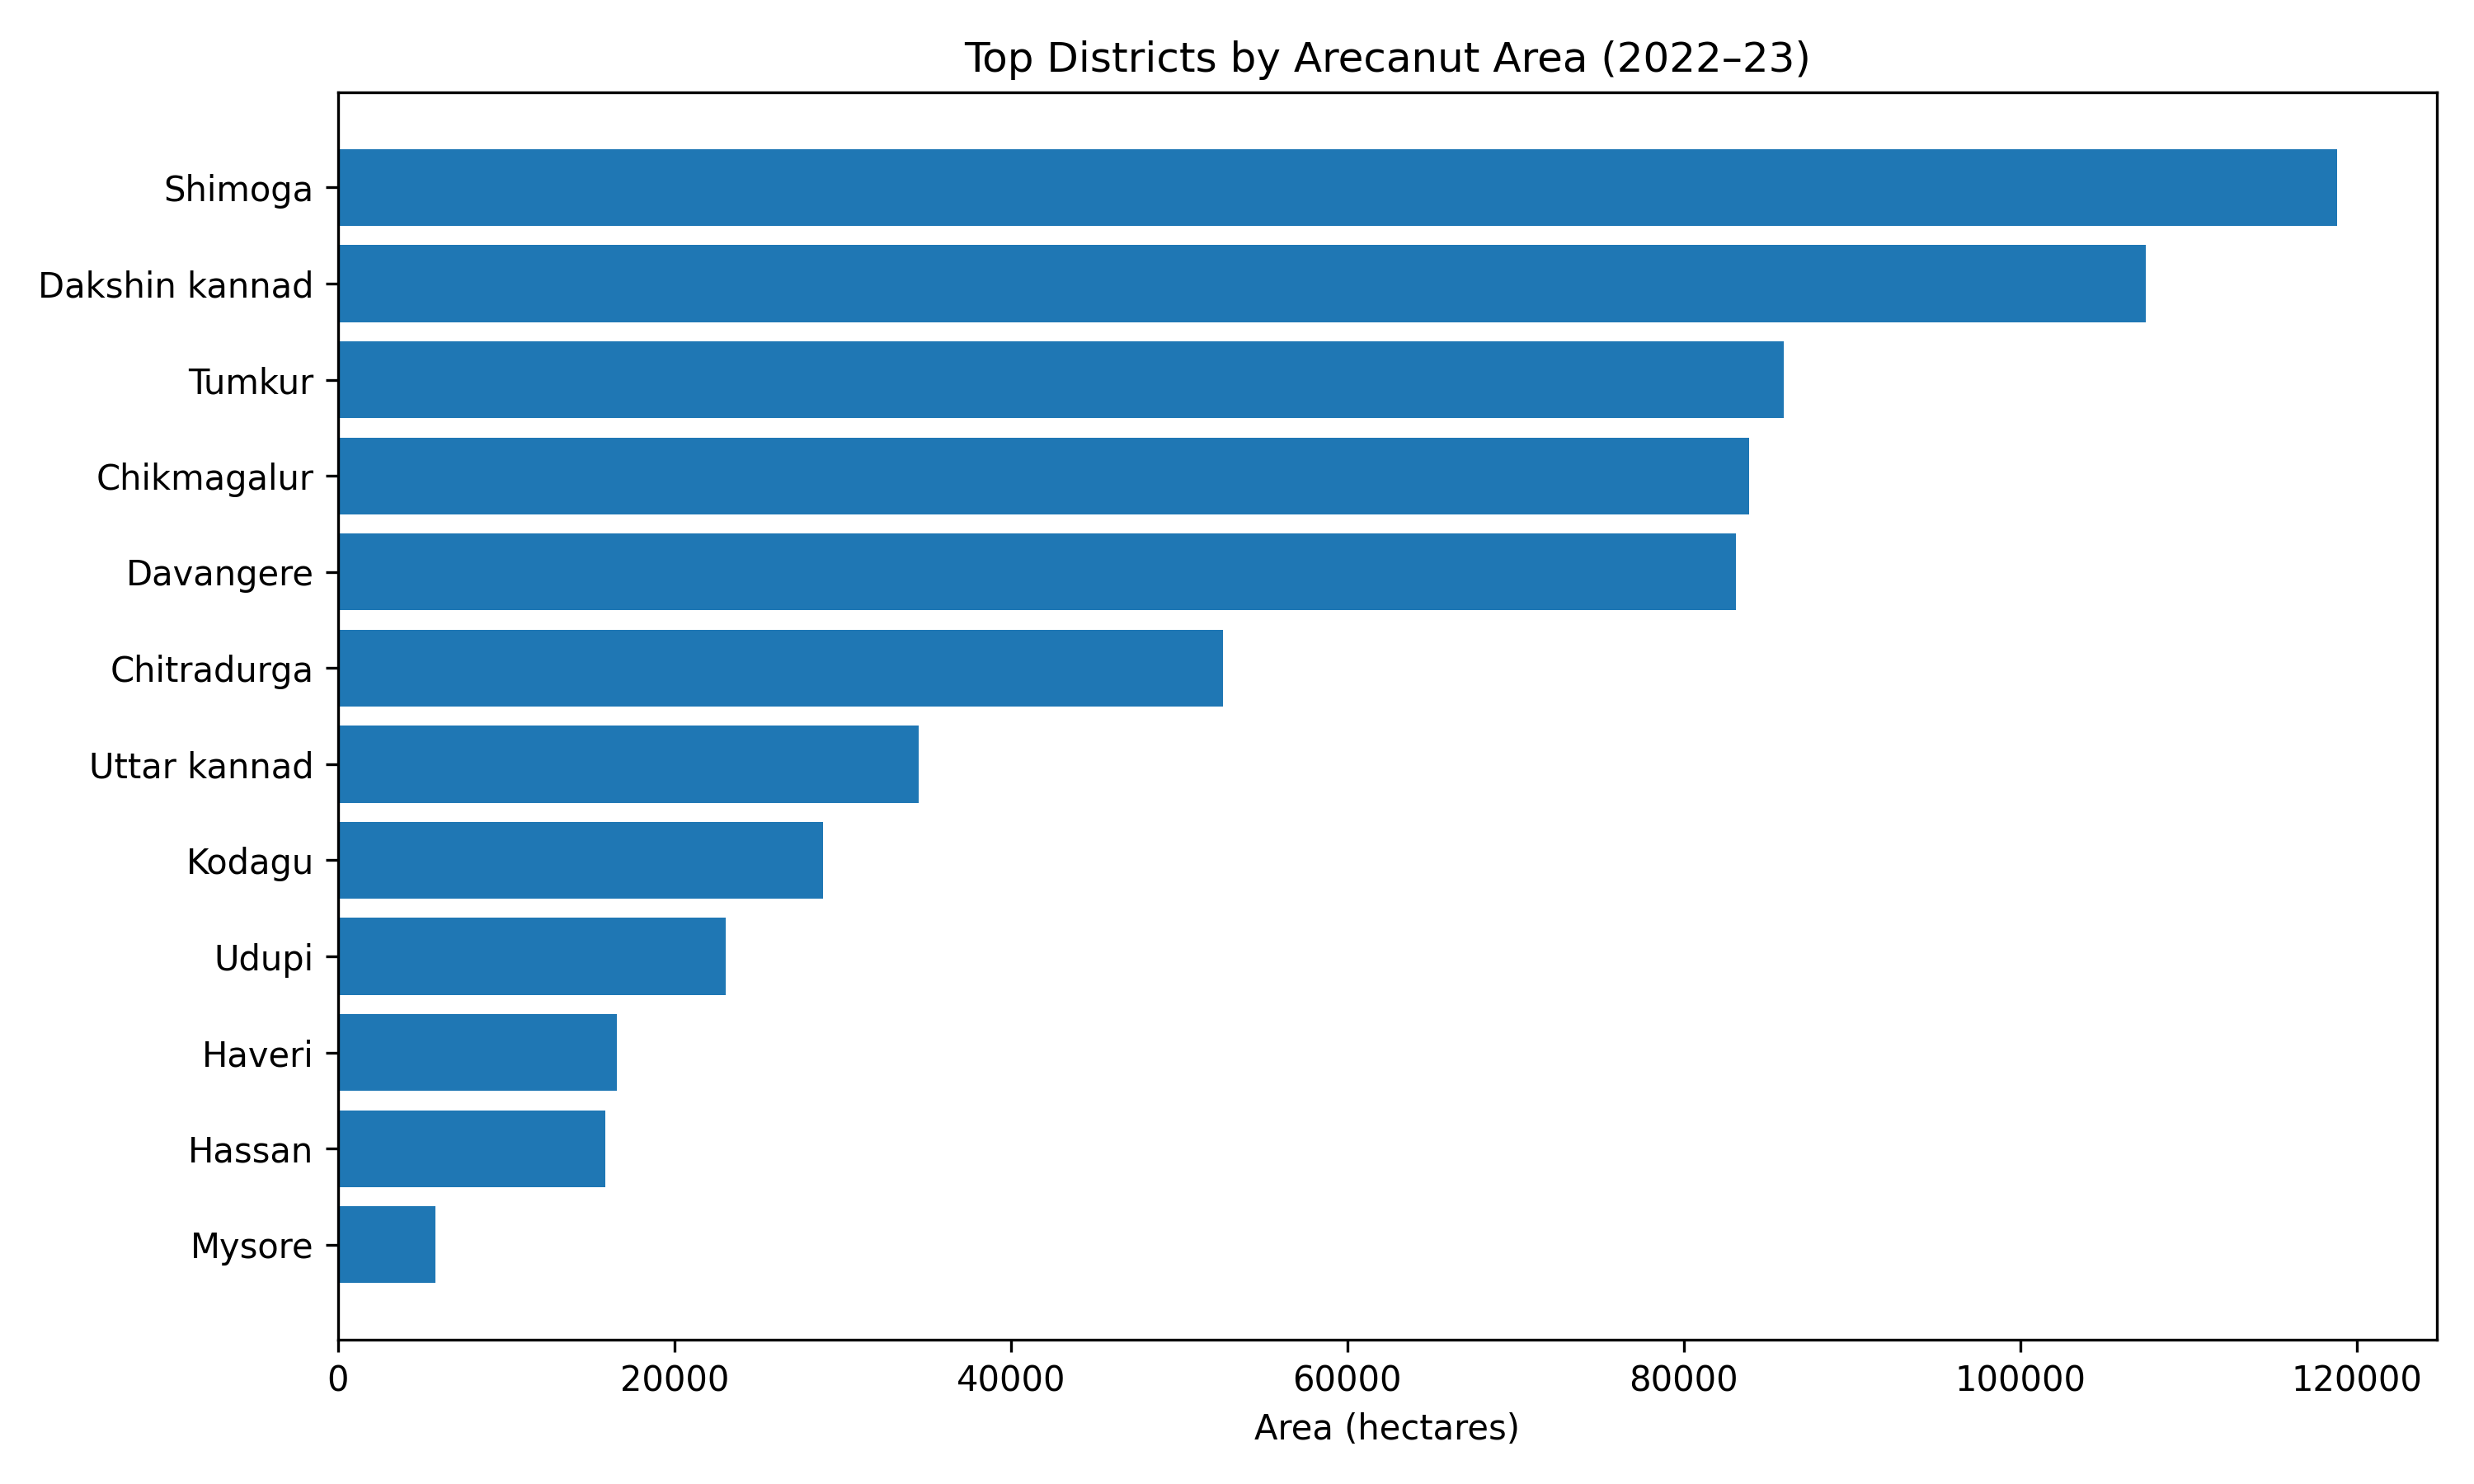 Top Districts by Arecanut Area (2022–23)
Shimoga
Dakshin kannad
Tumkur
Chikmagalur
Davangere
Chitradurga
Uttar kannad
Kodagu
Udupi
Haveri
Hassan
Mysore
0 20000 40000 60000 80000 100000 120000
Area (hectares)